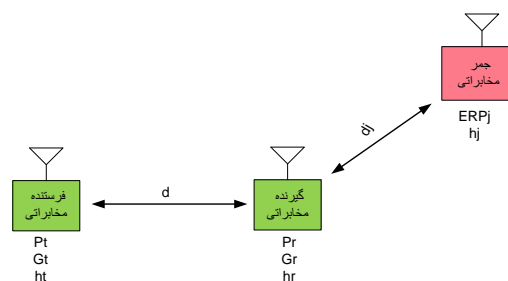 جمر
مخابراتی
ERPj
hj
dj
d
فرستنده
مخابراتی
Pt
Gt
ht
گیرنده
مخابراتی
Pr
Gr
hr